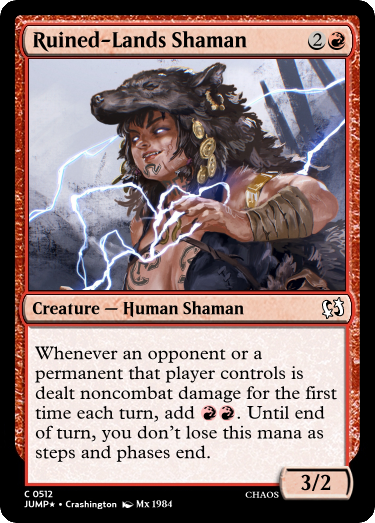 Ruined-Lands Shaman 2
Creature — Human Shaman
Whenever an opponent or a
permanent that player controls is
dealt noncombat damage for the first
time each turn, add . Until end
of turn, you don't lose this mana as
steps and phases end.
3/2
C 0512
JUMP★ • Crashington Mx 1984
CHAOS